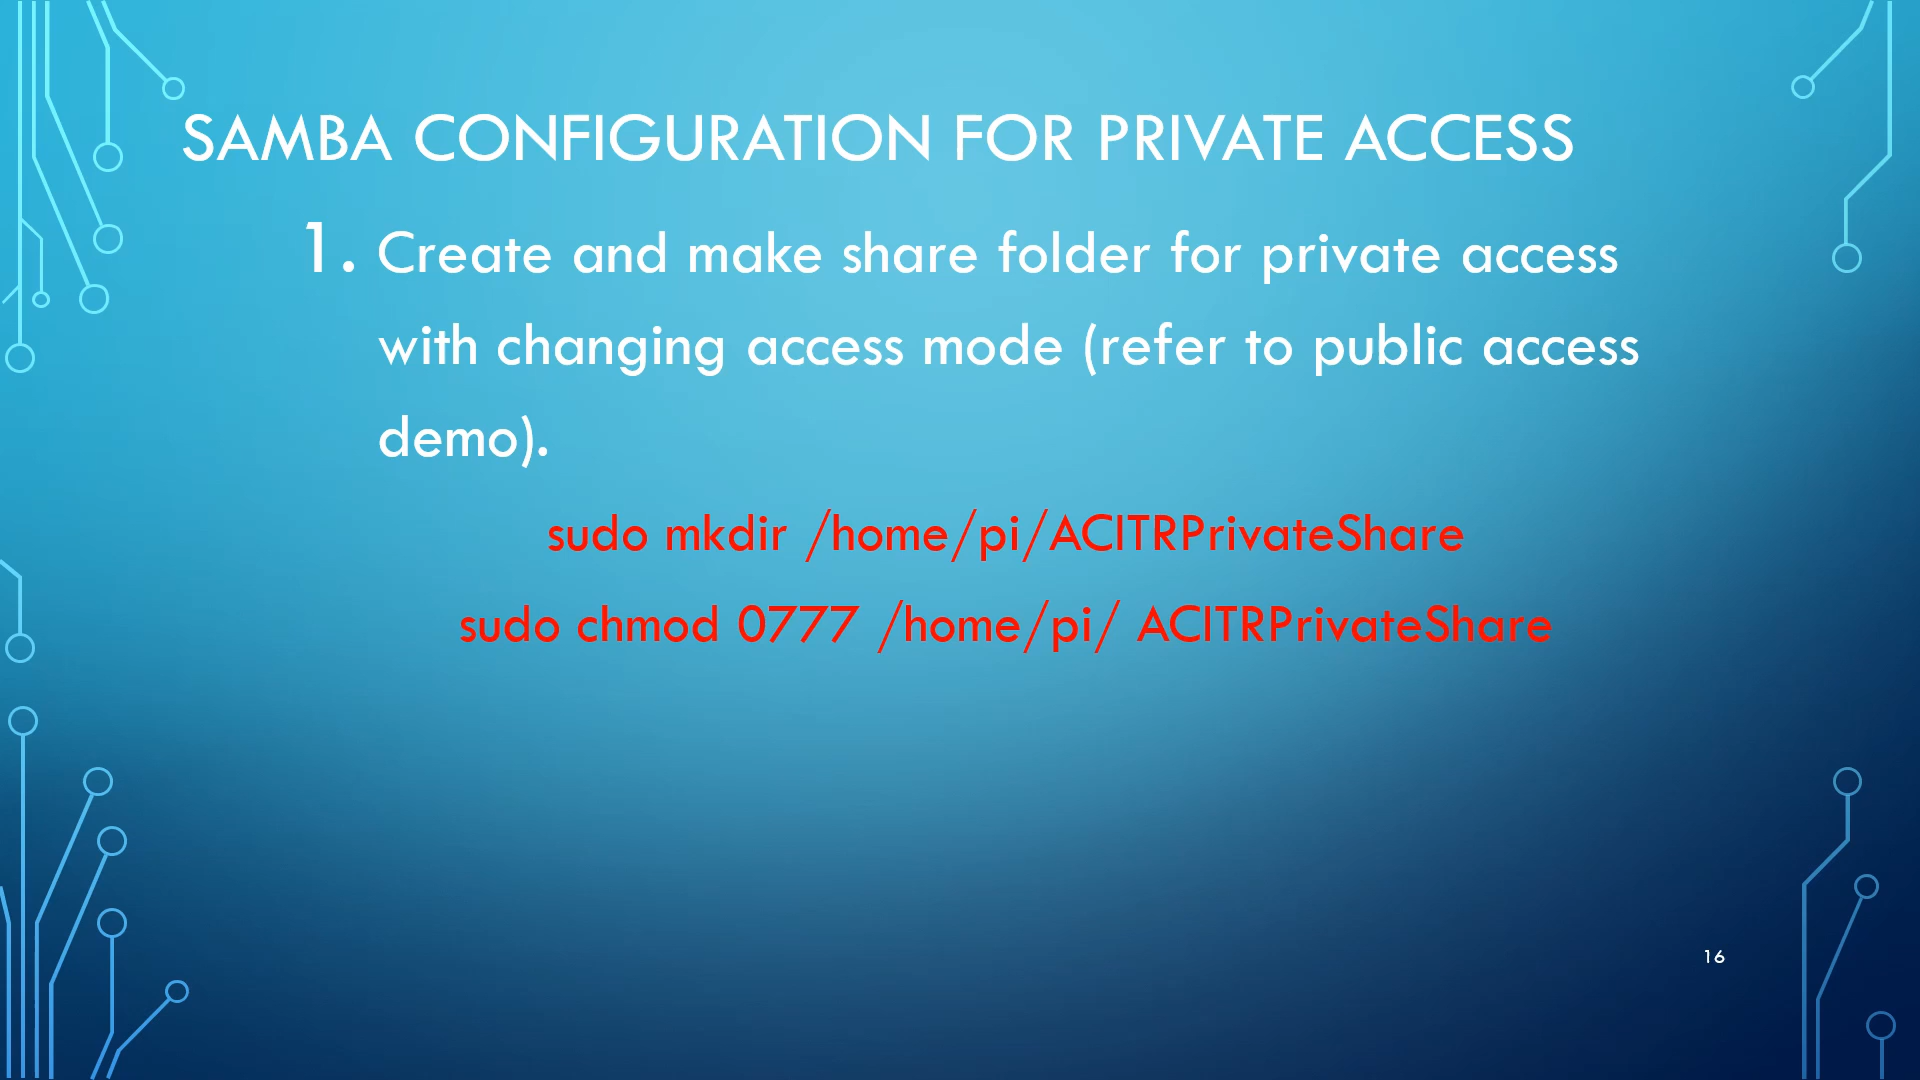 SAMBA CONFIGURATION FOR PRIVATE ACCESS
1. Create and make share folder for private access
with changing access mode (refer to public access
demo).
sudo mkdir /home/pi/ACITRPrivateShare
sudo chmod 0777 /home/pi/ ACITRPrivateShare
16